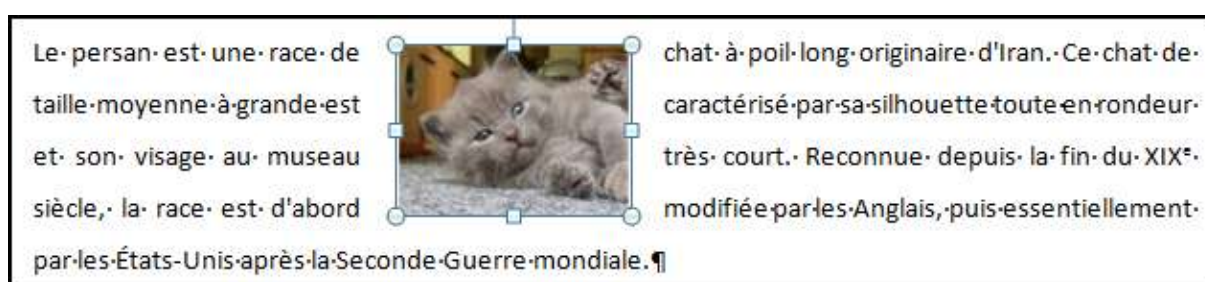 Le persan est une race de chat à poil long originaire d'Iran. Ce chat de
taille moyenne à grande est caractérisé par sa silhouette toute en rondeur
et son visage au museau très court. Reconnue depuis la fin du XIXᵉ
siècle, la race est d'abord modifiée par les Anglais, puis essentiellement
par les États-Unis après la Seconde Guerre mondiale.¶